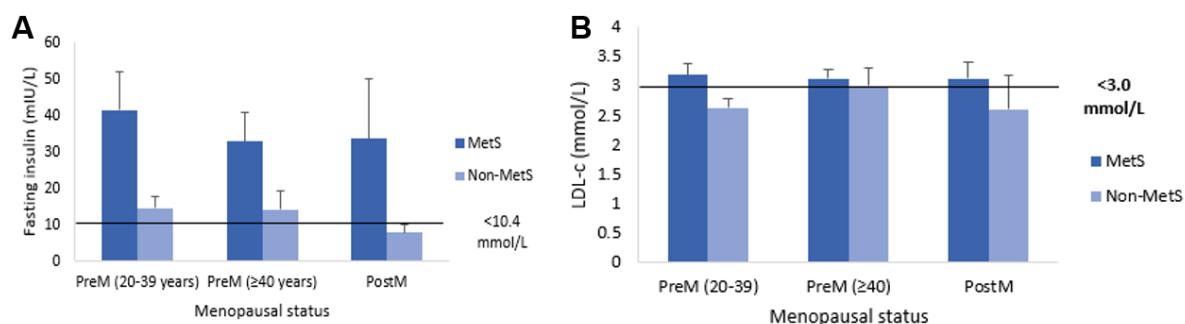 A
60
50
40
30
20
10
0
Fasting insulin (mIU/L)
PreM (20-39 years)
PreM (≥40 years)
PostM
Menopausal status
MetS
Non-MetS
<10.4
mmol/L
B
4
3.5
3
2.5
2
1.5
1
0.5
0
LDL-c (mmol/L)
PreM (20-39)
PreM (≥40)
PostM
Menopausal status
<3.0
mmol/L
MetS
Non-MetS